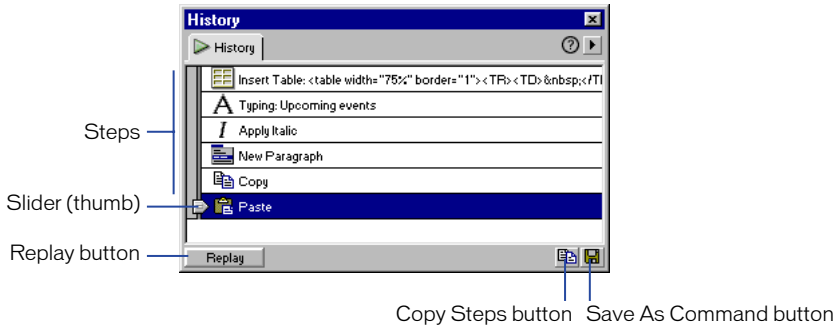 History
History
Insert Table: <table width="75%" border="1"><TR><TD>&nbsp;</TI
Typing: Upcoming events
Steps
Apply Italic
New Paragraph
Copy
Slider (thumb)
Paste
Replay button
Replay
Copy Steps button
Save As Command button